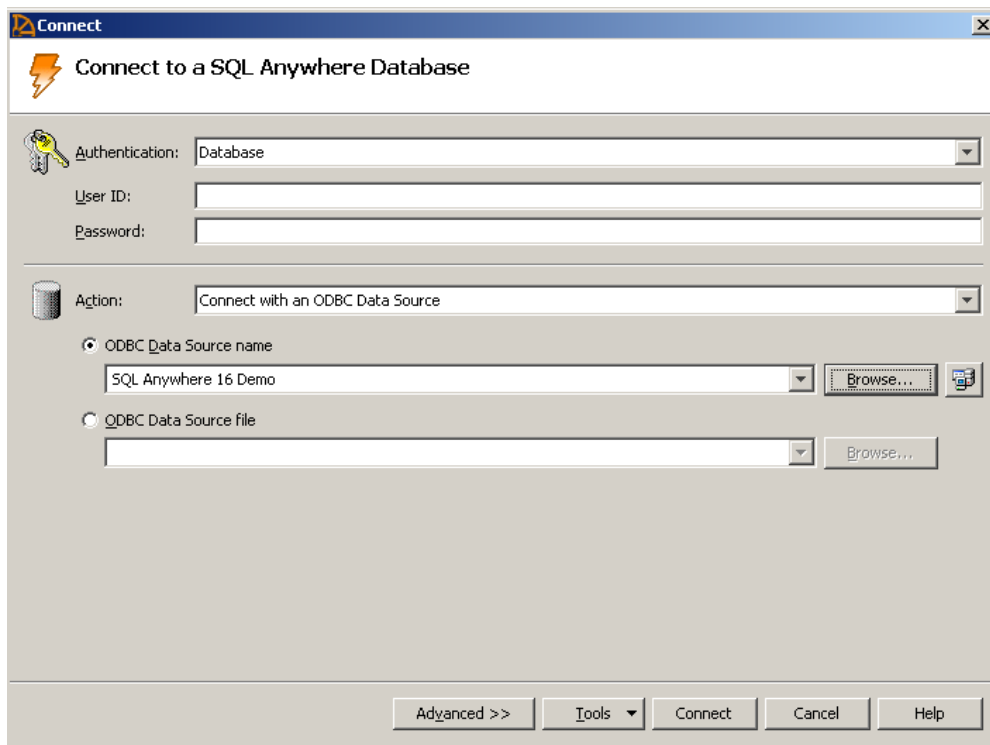 Connect
Connect to a SQL Anywhere Database
Authentication: Database
User ID:
Password:
Action: Connect with an ODBC Data Source
ODBC Data Source name
SQL Anywhere 16 Demo Browse...
ODBC Data Source file
Browse...
Advanced >> Tools Connect Cancel Help